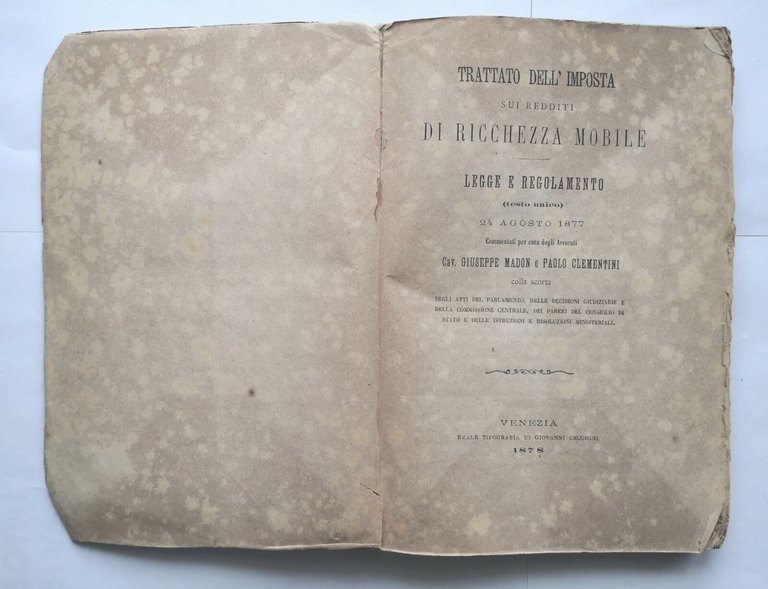 TRATTATO DELL' IMPOSTA
SUI REDDITI
DI RICCHEZZA MOBILE
LEGGE E REGOLAMENTO
(testo unico)
24 AGOSTO 1877
Commentati per cura degli Avvocati
Cav. GIUSEPPE MADON e PAOLO CLEMENTINI
colla scorta
DEGLI ATTI DEL PARLAMENTO, DELLE DECISIONI GIUDIZIARIE E
DELLA COMMISSIONE CENTRALE, DEI PARERI DEL CONSIGLIO DI
STATO E DELLE ISTRUZIONI E RISOLUZIONI MINISTERIALI.
VENEZIA
REALE TIPOGRAFIA DI GIOVANNI CECCHINI
1878